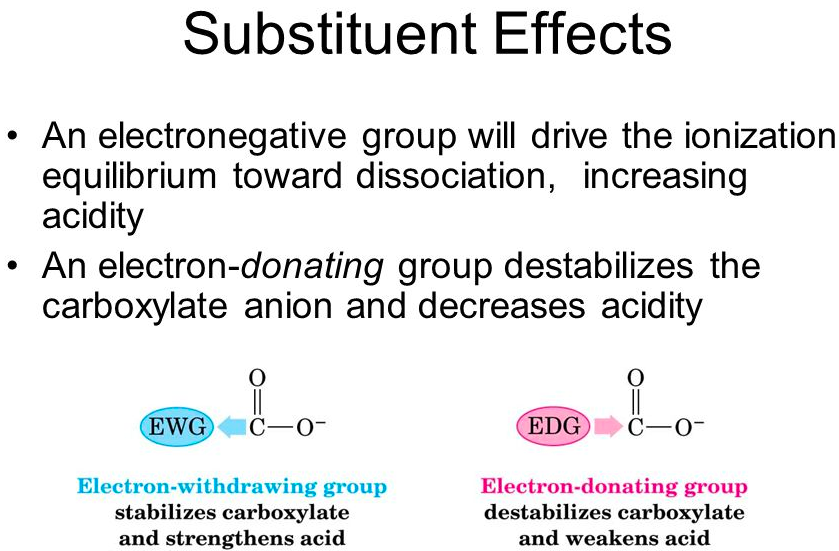 Substituent Effects
• An electronegative group will drive the ionization
equilibrium toward dissociation, increasing
acidity
• An electron-donating group destabilizes the
carboxylate anion and decreases acidity
O
EWG C—O−
Electron-withdrawing group
stabilizes carboxylate
and strengthens acid
O
EDG C—O−
Electron-donating group
destabilizes carboxylate
and weakens acid